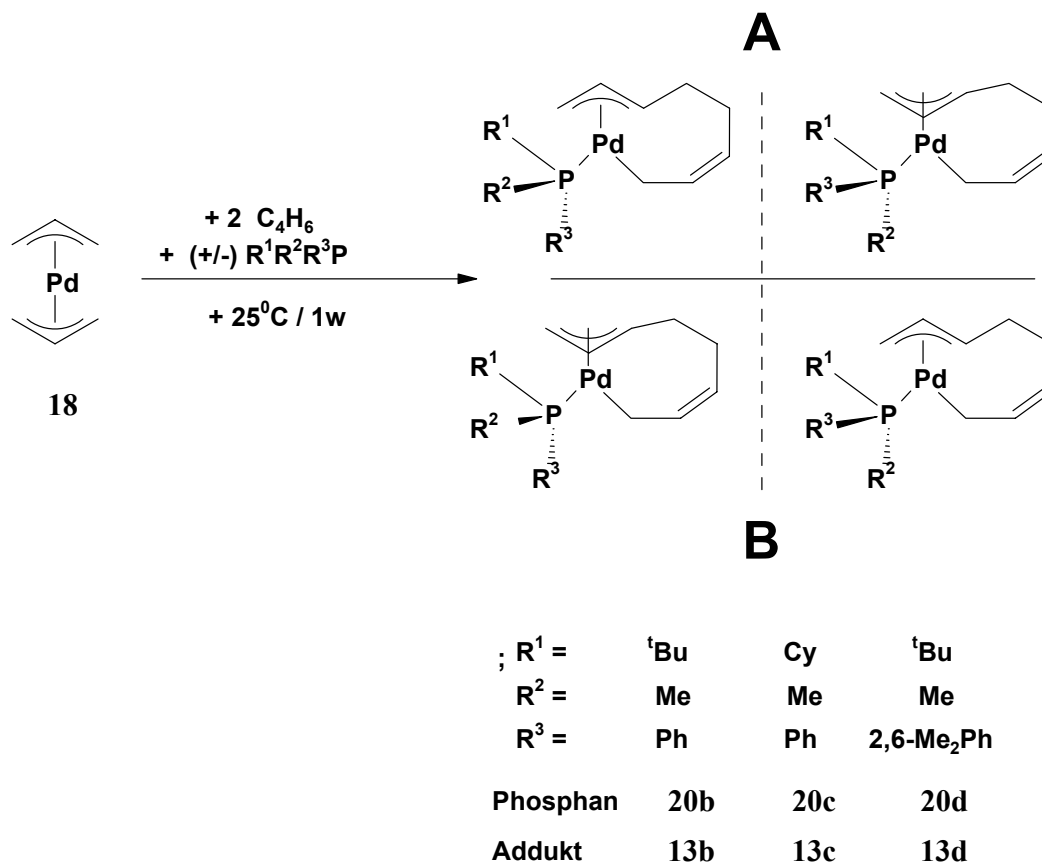 A
R¹ Pd R² P R³
R¹ Pd R³ P R²
+ 2 C₄H₆
+ (+/-) R¹R²R³P
+ 25⁰C / 1w
Pd
18
R¹ Pd R² P R³
R¹ Pd R³ P R²
B
; R¹ = ᵗBu Cy ᵗBu
R² = Me Me Me
R³ = Ph Ph 2,6-Me₂Ph
Phosphan 20b 20c 20d
Addukt 13b 13c 13d